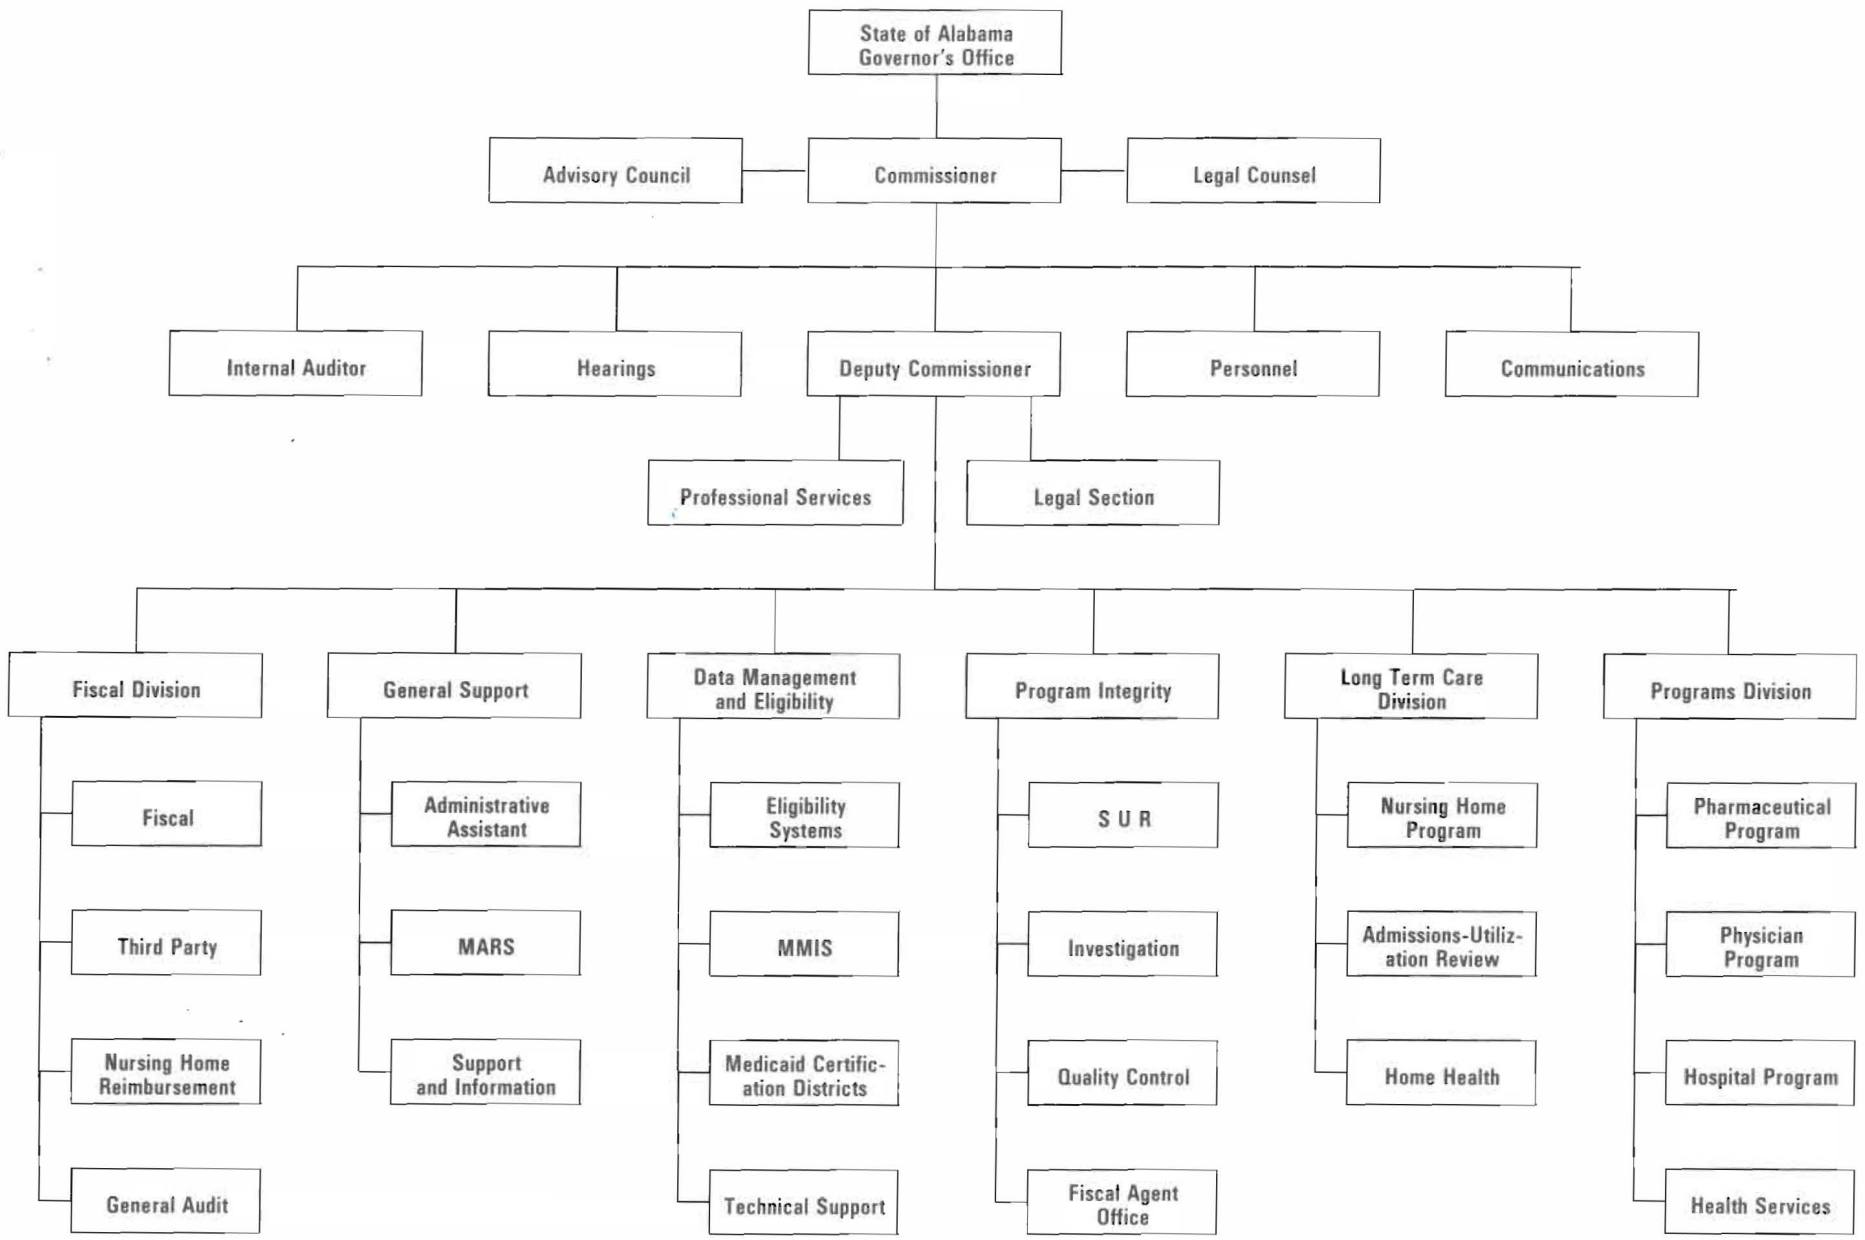 State of Alabama
Governor's Office
Advisory Council
Commissioner
Legal Counsel
Internal Auditor
Hearings
Deputy Commissioner
Personnel
Communications
Professional Services
Legal Section
Fiscal Division
General Support
Data Management
and Eligibility
Program Integrity
Long Term Care
Division
Programs Division
Fiscal
Administrative
Assistant
Eligibility
Systems
S U R
Nursing Home
Program
Pharmaceutical
Program
Third Party
MARS
MMIS
Investigation
Admissions-Utiliz-
ation Review
Physician
Program
Nursing Home
Reimbursement
Support
and Information
Medicaid Certific-
ation Districts
Quality Control
Home Health
Hospital Program
General Audit
Technical Support
Fiscal Agent
Office
Health Services